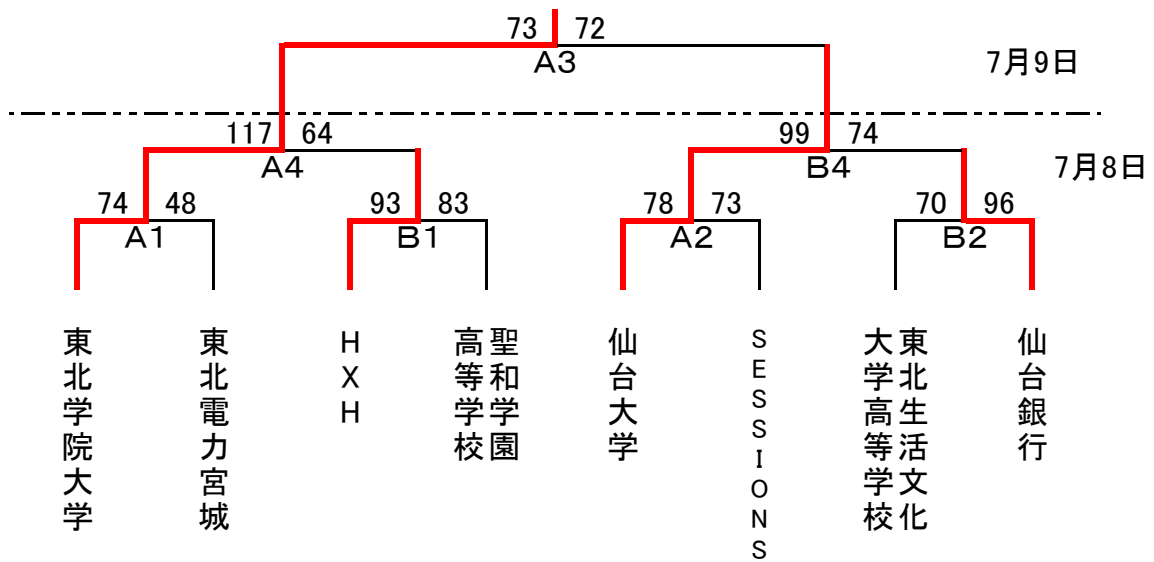 73 72
A3
7月9日
117 64
99 74
A4
B4
7月8日
74 48
93 83
78 73
70 96
A1
B1
A2
B2
東北学院大学
東北電力宮城
HXH
聖和学園
高等学校
仙台大学
SESSIONS
東北生活文化
大学高等学校
仙台銀行